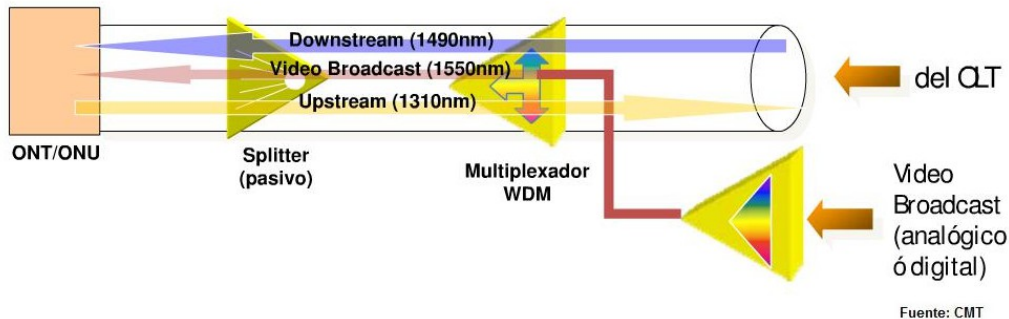 Downstream (1490nm)
Video Broadcast (1550nm)
Upstream (1310nm)
del OLT
ONT/ONU
Splitter
(pasivo)
Multiplexador
WDM
Video
Broadcast
(analógico
ó digital)
Fuente: CMT